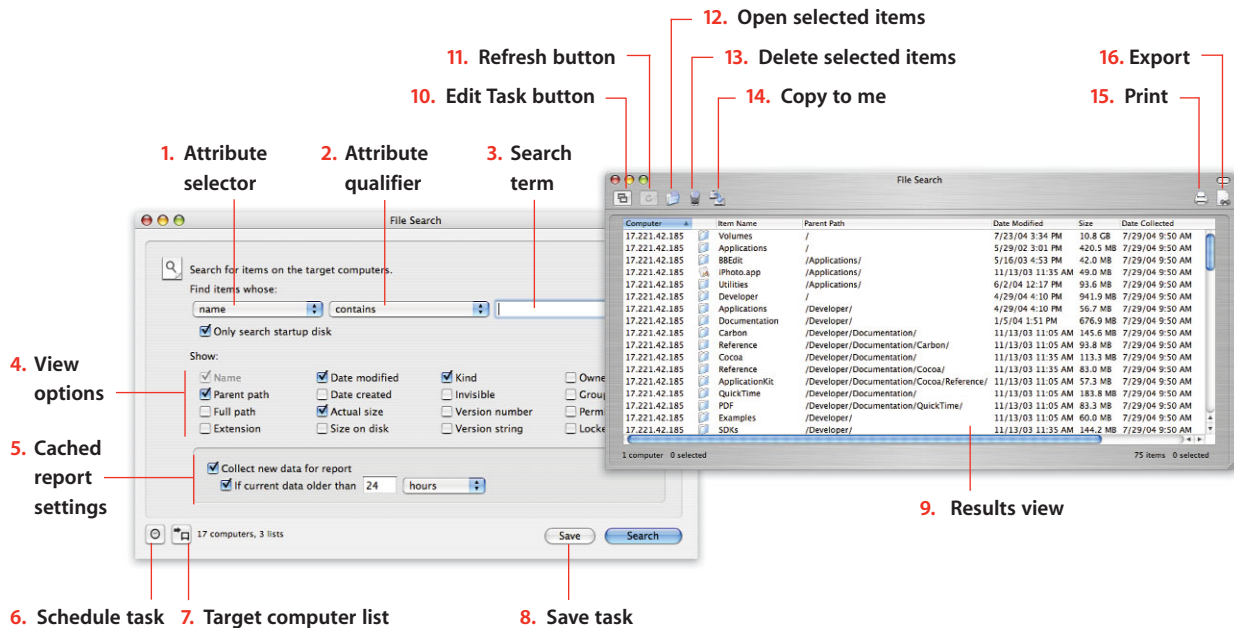 12. Open selected items
11. Refresh button
13. Delete selected items
16. Export
10. Edit Task button
14. Copy to me
15. Print
1. Attribute
selector
2. Attribute
qualifier
3. Search
term
File Search
Search for items on the target computers.
Find items whose:
name
contains
Only search startup disk
Show:
Name
Date modified
Kind
Owne
Parent path
Date created
Invisible
Grou
Full path
Actual size
Version number
Perm
Extension
Size on disk
Version string
Locke
Collect new data for report
If current data older than 24 hours
17 computers, 3 lists
Save
Search
4. View
options
5. Cached
report
settings
6. Schedule task
7. Target computer list
8. Save task
File Search
Computer Item Name Parent Path Date Modified Size Date Collected
17.221.42.185 Volumes / 7/23/04 3:34 PM 10.8 GB 7/29/04 9:50 AM
17.221.42.185 Applications / 5/29/02 3:01 PM 420.5 MB 7/29/04 9:50 AM
17.221.42.185 BBEdit /Applications/ 5/16/03 4:53 PM 42.0 MB 7/29/04 9:50 AM
17.221.42.185 iPhoto.app /Applications/ 11/13/03 11:35 AM 49.0 MB 7/29/04 9:50 AM
17.221.42.185 Utilities /Applications/ 6/2/04 12:17 PM 93.6 MB 7/29/04 9:50 AM
17.221.42.185 Developer / 4/29/04 4:10 PM 941.9 MB 7/29/04 9:50 AM
17.221.42.185 Applications /Developer/ 4/29/04 4:10 PM 56.7 MB 7/29/04 9:50 AM
17.221.42.185 Documentation /Developer/ 1/5/04 1:51 PM 676.9 MB 7/29/04 9:50 AM
17.221.42.185 Carbon /Developer/Documentation/ 11/13/03 11:05 AM 145.6 MB 7/29/04 9:50 AM
17.221.42.185 Reference /Developer/Documentation/Carbon/ 11/13/03 11:05 AM 93.8 MB 7/29/04 9:50 AM
17.221.42.185 Cocoa /Developer/Documentation/ 11/13/03 11:35 AM 113.3 MB 7/29/04 9:50 AM
17.221.42.185 Reference /Developer/Documentation/Cocoa/ 11/13/03 11:35 AM 83.0 MB 7/29/04 9:50 AM
17.221.42.185 ApplicationKit /Developer/Documentation/Cocoa/Reference/ 11/13/03 11:05 AM 57.3 MB 7/29/04 9:50 AM
17.221.42.185 QuickTime /Developer/Documentation/ 11/13/03 11:05 AM 183.8 MB 7/29/04 9:50 AM
17.221.42.185 PDF /Developer/Documentation/QuickTime/ 11/13/03 11:05 AM 83.3 MB 7/29/04 9:50 AM
17.221.42.185 Examples /Developer/ 11/13/03 11:05 AM 60.0 MB 7/29/04 9:50 AM
17.221.42.185 SDKs /Developer/ 11/13/03 11:35 AM 144.2 MB 7/29/04 9:50 AM
1 computer 0 selected
75 items 0 selected
9. Results view